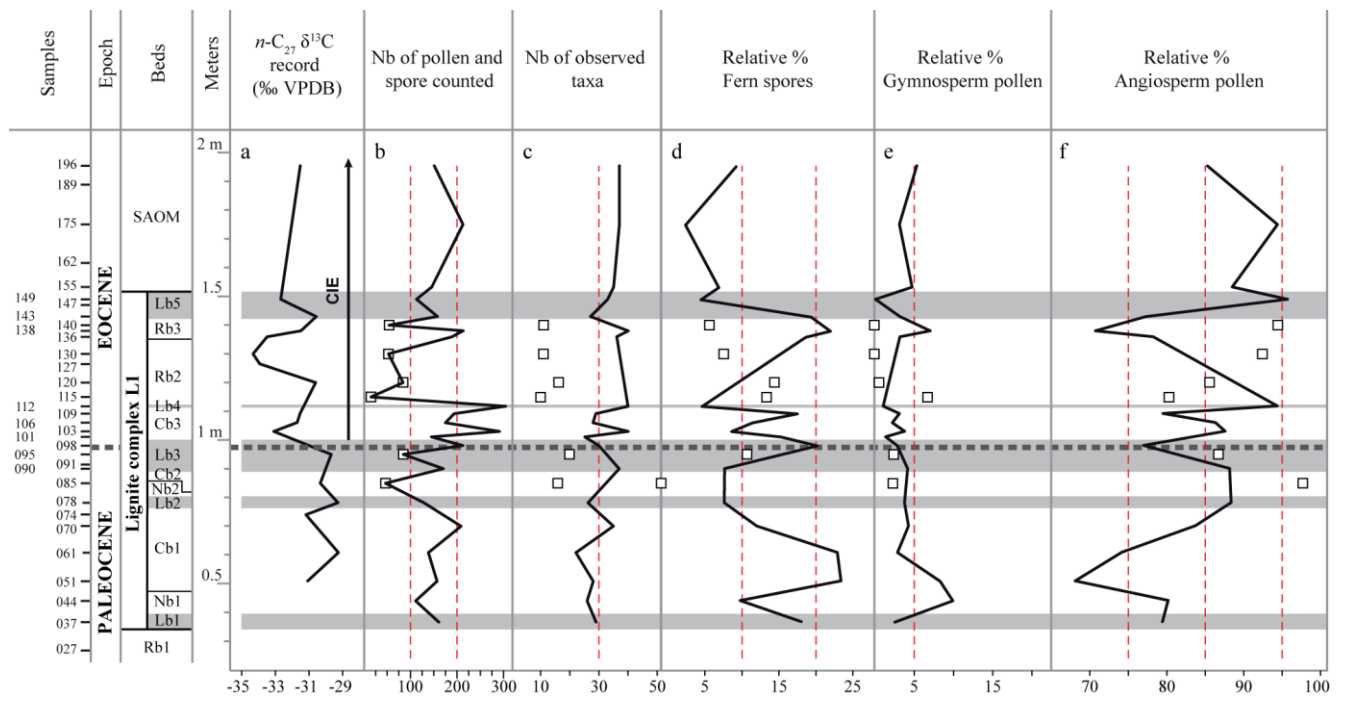 Samples
Epoch
Beds
Meters
n-C27 δ13C
record
(‰ VPDB)
Nb of pollen and
spore counted
Nb of observed
taxa
Relative %
Fern spores
Relative %
Gymnosperm pollen
Relative %
Angiosperm pollen
a
b
c
d
e
f
2 m
1.5
1 m
0.5
196
189
175
162
155
149
147
143
140
138
136
130
127
120
115
112
109
106
103
101
098
095
091
090
085
078
074
070
061
051
044
037
027
EOCENE
PALEOCENE
Lignite complex L1
SAOM
Lb5
Rb3
Rb2
Lb4
Cb3
Lb3
Cb2
Nb2
Lb2
Cb1
Nb1
Lb1
Rb1
CIE
-35 -33 -31 -29
100 200 300
10 30 50
5 15 25
5 15
70 80 90 100